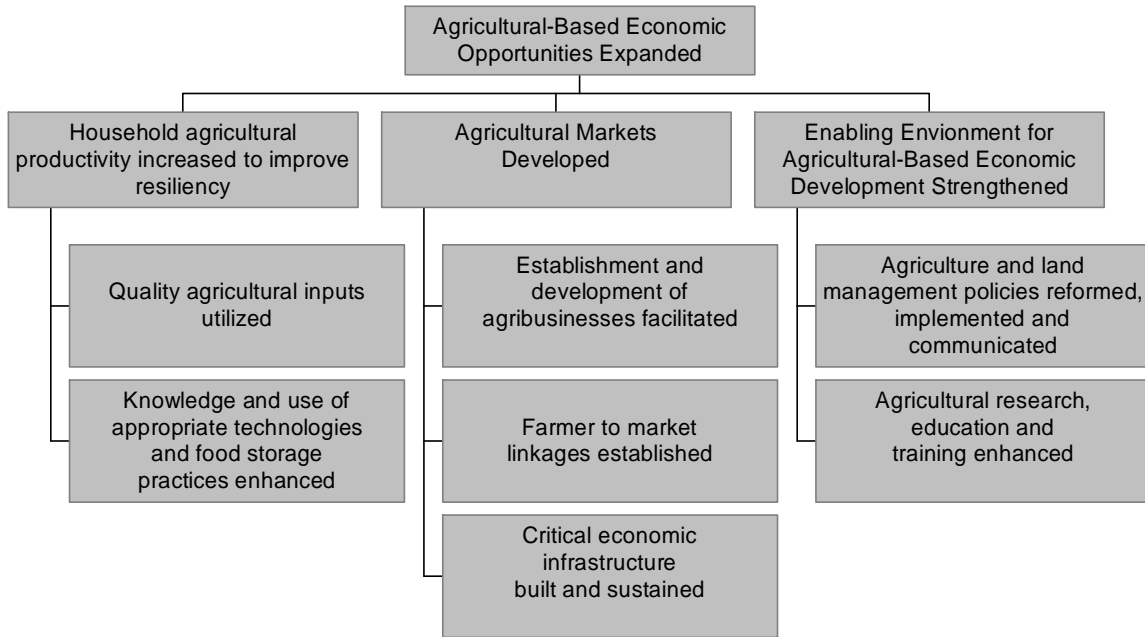 Agricultural-Based Economic
Opportunities Expanded
Household agricultural
productivity increased to improve
resiliency
Agricultural Markets
Developed
Enabling Envionment for
Agricultural-Based Economic
Development Strengthened
Quality agricultural inputs
utilized
Knowledge and use of
appropriate technologies
and food storage
practices enhanced
Establishment and
development of
agribusinesses facilitated
Farmer to market
linkages established
Critical economic
infrastructure
built and sustained
Agriculture and land
management policies reformed,
implemented and
communicated
Agricultural research,
education and
training enhanced